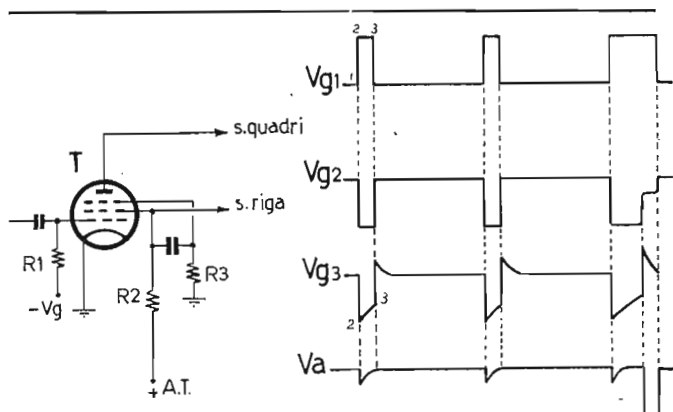 T
s.quadri
s.riga
R1
-Vg
R2
R3
+ A.T.
2 3
Vg1
Vg2
Vg3
2
3
Va